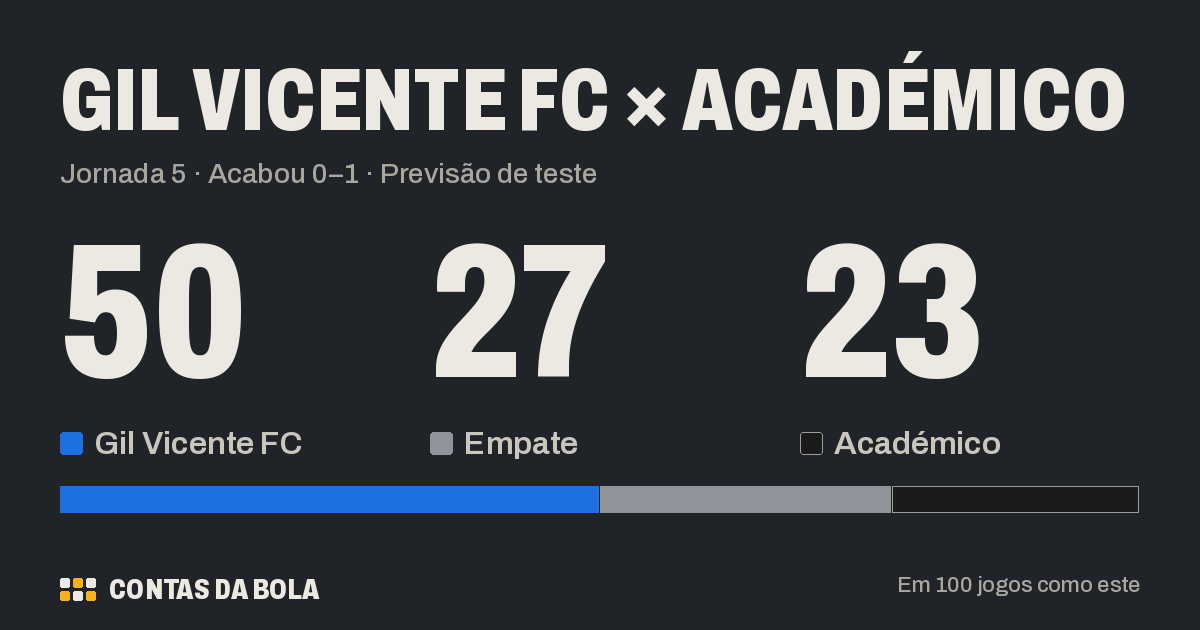 GIL VICENTE FC × ACADÉMICO
Jornada 5 · Acabou 0–1 · Previsão de teste
50 27 23
Gil Vicente FC Empate Académico
CONTAS DA BOLA Em 100 jogos como este